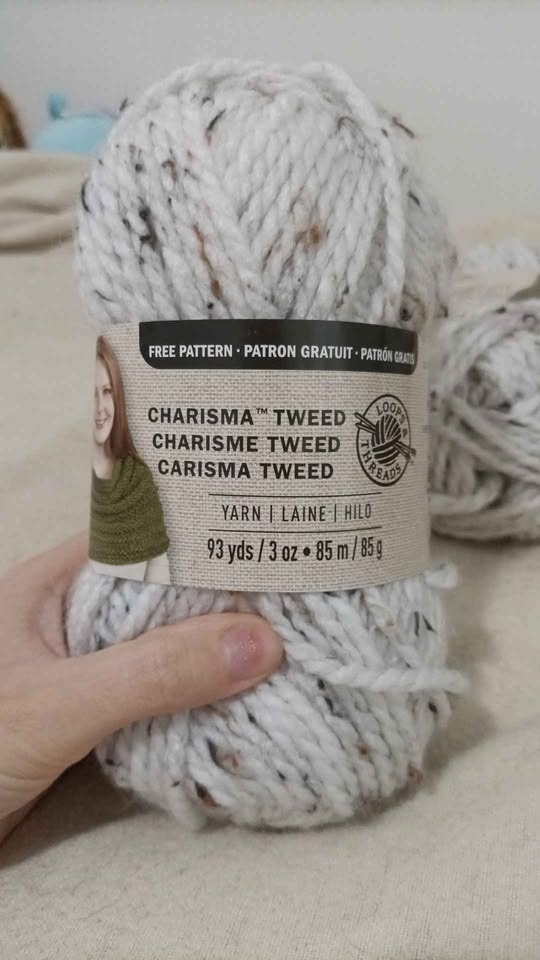 FREE PATTERN · PATRON GRATUIT · PATRÓN GRATIS
CHARISMA™ TWEED
CHARISME TWEED
CARISMA TWEED
LOOPS &
THREADS
YARN | LAINE | HILO
93 yds / 3 oz • 85 m / 85 g